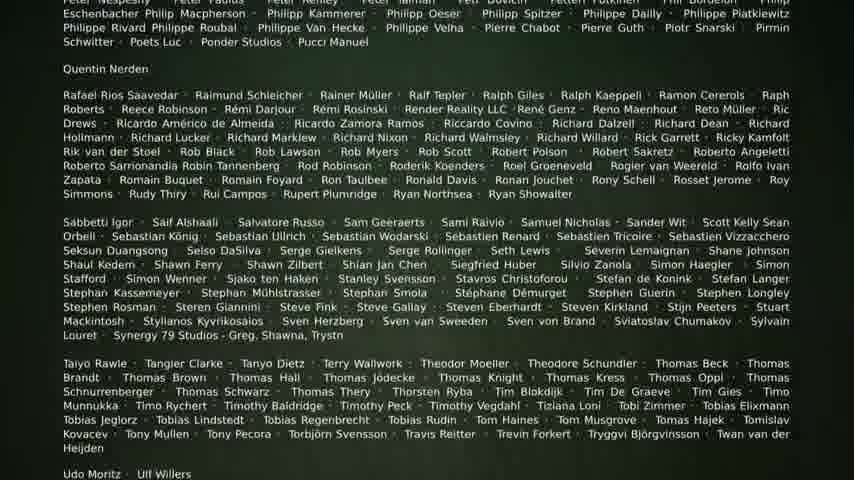 Eschenbacher Philip Macpherson · Philipp Kammerer · Philipp Oeser · Philipp Spitzer · Philippe Dailly · Philippe Piatkiewitz
Philippe Rivard Philippe Roubal · Philippe Van Hecke · Philippe Velha · Pierre Chabot · Pierre Guth · Piotr Snarski · Pirmin
Schwitter · Poets Luc · Ponder Studios · Pucci Manuel
Quentin Nerden
Rafael Rios Saavedar · Raimund Schleicher · Rainer Müller · Ralf Tepler · Ralph Giles · Ralph Kaeppeli · Ramon Cererols · Raph
Roberts · Reece Robinson · Rémi Darjour · Rémi Rosinski · Render Reality LLC · René Genz · Reno Maenhout · Reto Müller · Ric
Drews · Ricardo Américo de Almeida · Ricardo Zamora Ramos · Riccardo Covino · Richard Dalzell · Richard Dean · Richard
Hollmann · Richard Lucker · Richard Marklew · Richard Nixon · Richard Walmsley · Richard Willard · Rick Garrett · Ricky Kamfolt
Rik van der Stoel · Rob Black · Rob Lawson · Rob Myers · Rob Scott · Robert Polson · Robert Sakretz · Roberto Angeletti
Roberto Sarrionandia Robin Tannenberg · Rod Robinson · Roderik Koenders · Roel Groeneveld · Rogier van Weereld · Rolfo Ivan
Zapata · Romain Buquet · Romain Foyard · Ron Taulbee · Ronald Davis · Ronan Jouchet · Rony Schell · Rosset Jerome · Roy
Simmons · Rudy Thiry · Rui Campos · Rupert Plumridge · Ryan Northsea · Ryan Showalter
Sabbetti Igor · Saif Alshaali · Salvatore Russo · Sam Geeraerts · Sami Raivio · Samuel Nicholas · Sander Wit · Scott Kelly Sean
Orbell · Sebastian König · Sebastian Ullrich · Sebastian Wodarski · Sebastien Renard · Sebastien Tricoire · Sebastien Vizzacchero
Seksun Duangsong · Selso DaSilva · Serge Gielkens · Serge Rollinger · Seth Lewis · Séverin Lemaignan · Shane Johnson
Shaul Kedem · Shawn Ferry · Shawn Zilbert · Shian Jan Chen · Siegfried Huber · Silvio Zanola · Simon Haegler · Simon
Stafford · Simon Wenner · Sjako ten Haken · Stanley Svensson · Stavros Christoforou · Stefan de Konink · Stefan Langer
Stephan Kassemeyer · Stephan Mühlstrasser · Stephan Smola · Stéphane Démurget · Stephen Guerin · Stephen Longley
Stephen Rosman · Steren Giannini · Steve Fink · Steve Gallay · Steven Eberhardt · Steven Kirkland · Stijn Peeters · Stuart
Mackintosh · Stylianos Kyvrikosaios · Sven Herzberg · Sven van Sweeden · Sven von Brand · Sviatoslav Chumakov · Sylvain
Louret · Synergy 79 Studios - Greg, Shawna, Trystn
Taiyo Rawle · Tangier Clarke · Tanyo Dietz · Terry Wallwork · Theodor Moeller · Theodore Schundler · Thomas Beck · Thomas
Brandt · Thomas Brown · Thomas Hall · Thomas Jödecke · Thomas Knight · Thomas Kress · Thomas Oppl · Thomas
Schnurrenberger · Thomas Schwarz · Thomas Thery · Thorsten Ryba · Tim Blokdijk · Tim De Graeve · Tim Gies · Timo
Munnukka · Timo Rychert · Timothy Baldridge · Timothy Peck · Timothy Vegdahl · Tiziana Loni · Tobi Zimmer · Tobias Elixmann
Tobias Jeglorz · Tobias Lindstedt · Tobias Regenbrecht · Tobias Rudin · Tom Haines · Tom Musgrove · Tomas Hajek · Tomislav
Kovacev · Tony Mullen · Tony Pecora · Torbjörn Svensson · Travis Reitter · Trevin Forkert · Tryggvi Björgvinsson · Twan van der
Heijden
Udo Moritz · Ulf Willers